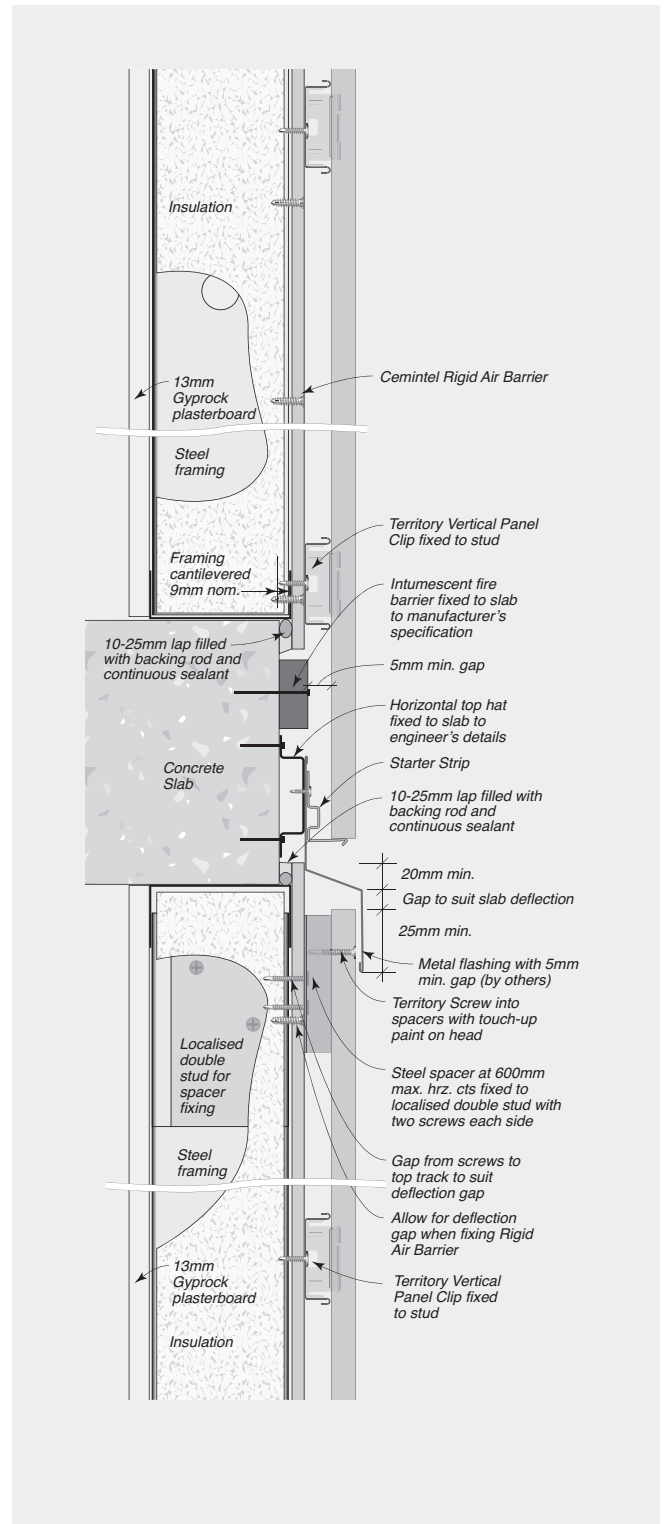 Insulation
13mm
Gyprock
plasterboard
Cemintel Rigid Air Barrier
Steel
framing
Framing
cantilevered
9mm nom.
Territory Vertical Panel
Clip fixed to stud
Intumescent fire
barrier fixed to slab
to manufacturer's
specification
10-25mm lap filled
with backing rod and
continuous sealant
5mm min. gap
Horizontal top hat
fixed to slab to
engineer's details
Concrete
Slab
Starter Strip
10-25mm lap filled with
backing rod and
continuous sealant
20mm min.
Gap to suit slab deflection
25mm min.
Metal flashing with 5mm
min. gap (by others)
Territory Screw into
spacers with touch-up
paint on head
Localised
double
stud for
spacer
fixing
Steel spacer at 600mm
max. hrz. cts fixed to
localised double stud with
two screws each side
Steel
framing
Gap from screws to
top track to suit
deflection gap
Allow for deflection
gap when fixing Rigid
Air Barrier
13mm
Gyprock
plasterboard
Territory Vertical
Panel Clip fixed
to stud
Insulation